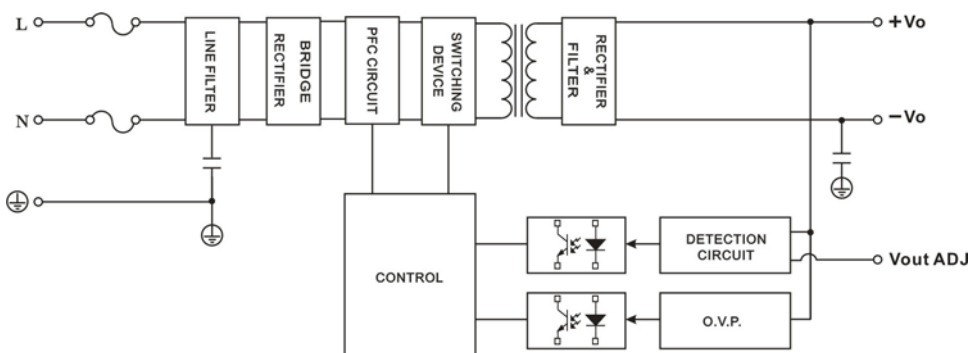 L
N
LINE FILTER
BRIDGE
RECTIFIER
PFC CIRCUIT
SWITCHING
DEVICE
RECTIFIER
&
FILTER
+Vo
−Vo
CONTROL
DETECTION
CIRCUIT
Vout ADJ
O.V.P.